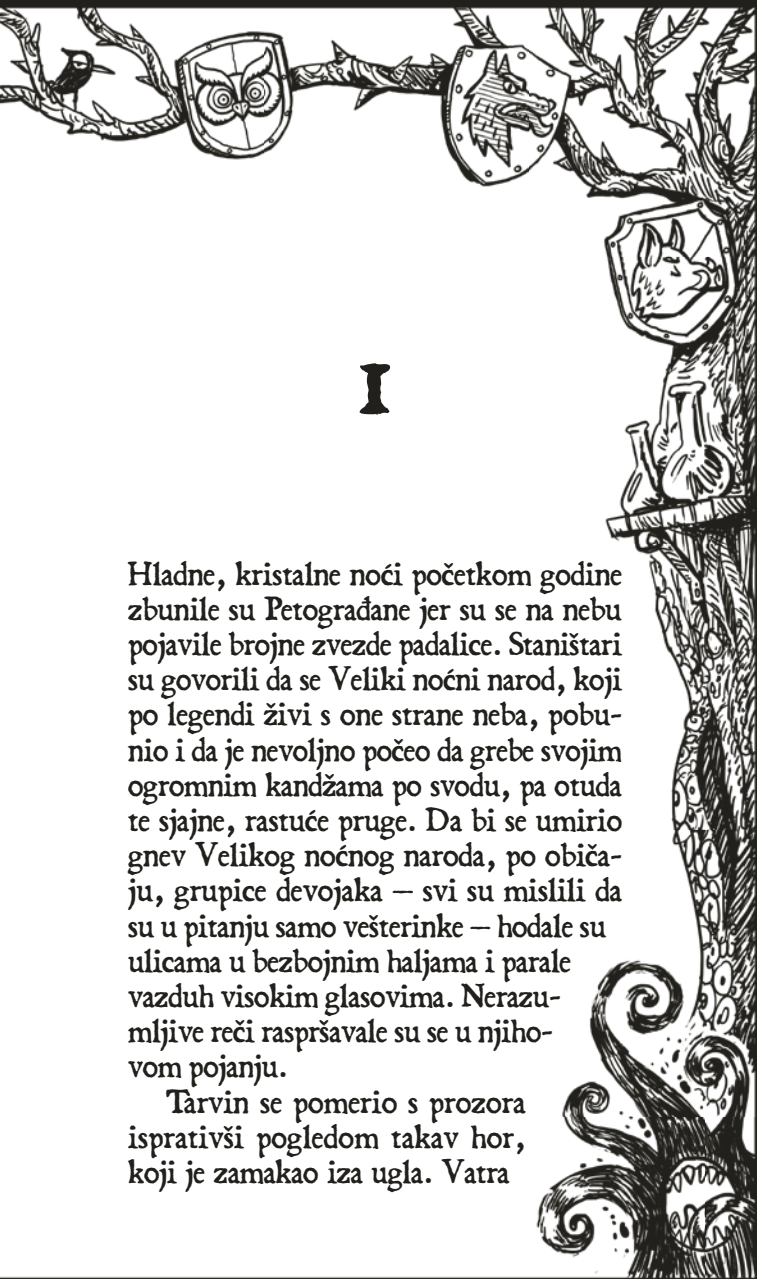 I
Hladne, kristalne noći početkom godine
zbunile su Petograđane jer su se na nebu
pojavile brojne zvezde padalice. Staništari
su govorili da se Veliki noćni narod, koji
po legendi živi s one strane neba, pobu-
nio i da je nevoljno počeo da grebe svojim
ogromnim kandžama po svodu, pa otuda
te sjajne, rastuće pruge. Da bi se umirio
gnev Velikog noćnog naroda, po običa-
ju, grupice devojaka – svi su mislili da
su u pitanju samo vešterinke – hodale su
ulicama u bezbojnim haljama i parale
vazduh visokim glasovima. Nerazu-
mljive reči raspršavale su se u njiho-
vom pojanju.
Tarvin se pomerio s prozora
isprativši pogledom takav hor,
koji je zamakao iza ugla. Vatra